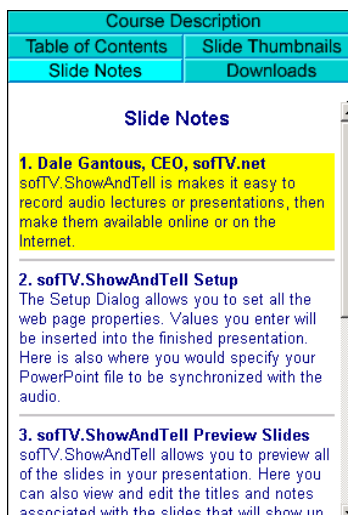 Course Description
Table of Contents
Slide Thumbnails
Slide Notes
Downloads
Slide Notes
1. Dale Gantous, CEO, sofTV.net
sofTV.ShowAndTell is makes it easy to
record audio lectures or presentations, then
make them available online or on the
Internet.
2. sofTV.ShowAndTell Setup
The Setup Dialog allows you to set all the
web page properties. Values you enter will
be inserted into the finished presentation.
Here is also where you would specify your
PowerPoint file to be synchronized with the
audio.
3. sofTV.ShowAndTell Preview Slides
sofTV.ShowAndTell allows you to preview all
of the slides in your presentation. Here you
can also view and edit the titles and notes
associated with the slides that will show up